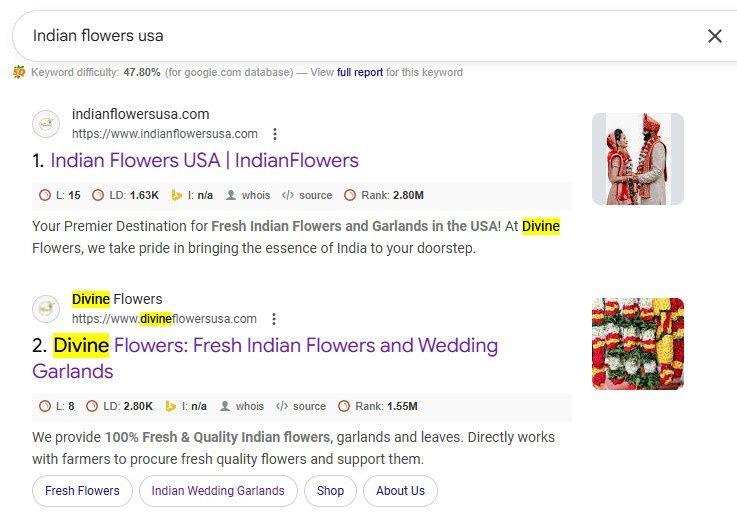 Indian flowers usa
Keyword difficulty: 47.80% (for google.com database) — View full report for this keyword
indianflowersusa.com
https://www.indianflowersusa.com
1. Indian Flowers USA | IndianFlowers
L: 15 LD: 1.63K I: n/a whois source Rank: 2.80M
Your Premier Destination for Fresh Indian Flowers and Garlands in the USA! At Divine
Flowers, we take pride in bringing the essence of India to your doorstep.
Divine Flowers
https://www.divineflowersusa.com
2. Divine Flowers: Fresh Indian Flowers and Wedding
Garlands
L: 8 LD: 2.80K I: n/a whois source Rank: 1.55M
We provide 100% Fresh & Quality Indian flowers, garlands and leaves. Directly works
with farmers to procure fresh quality flowers and support them.
Fresh Flowers Indian Wedding Garlands Shop About Us